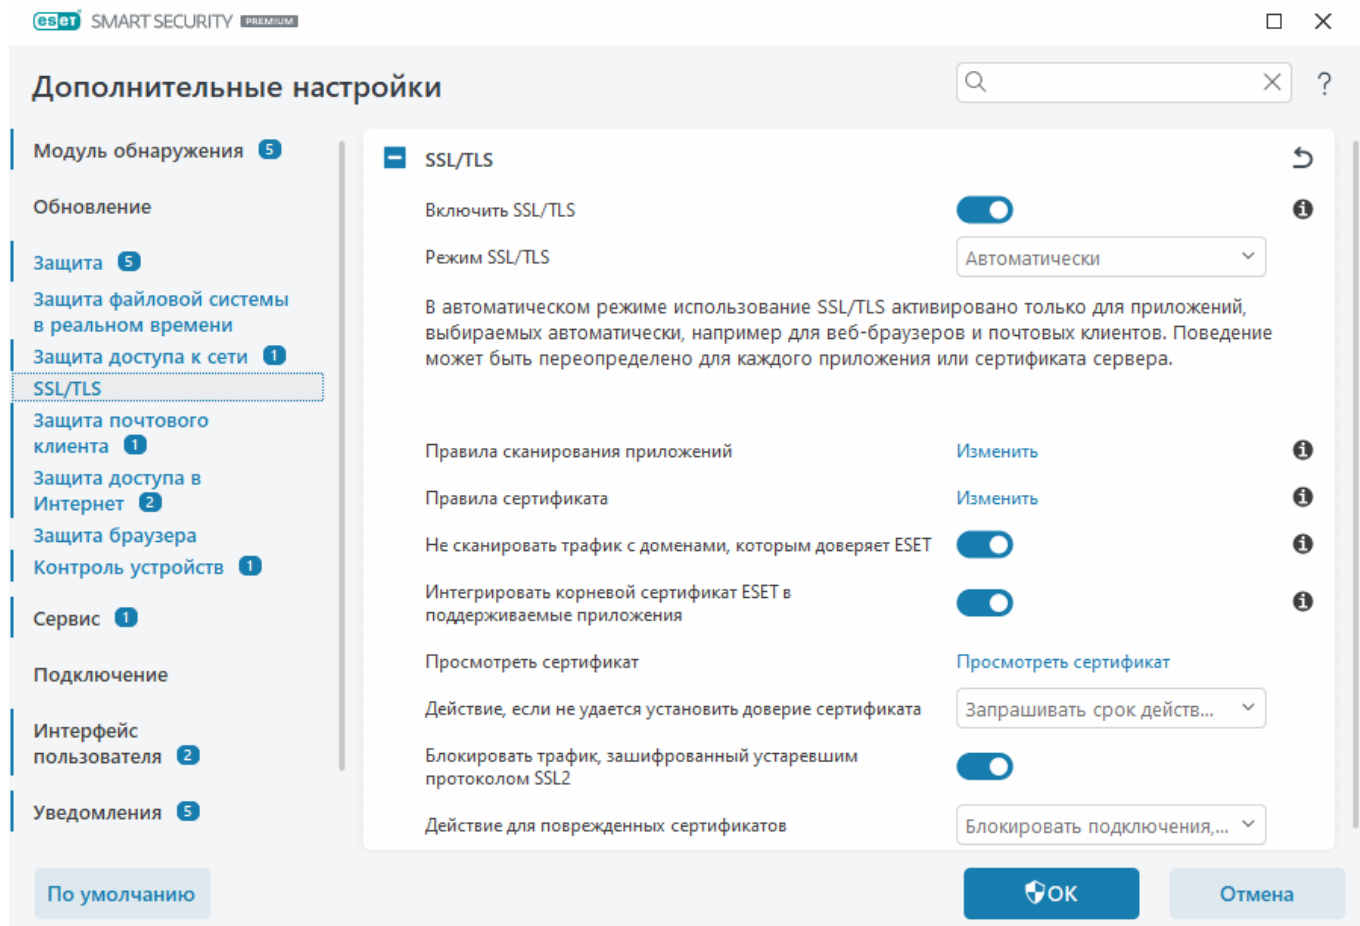 eset SMART SECURITY PREMIUM
Дополнительные настройки
?
Модуль обнаружения 5
Обновление
Защита 5
Защита файловой системы
в реальном времени
Защита доступа к сети 1
SSL/TLS
Защита почтового
клиента 1
Защита доступа в
Интернет 2
Защита браузера
Контроль устройств 1
Сервис 1
Подключение
Интерфейс
пользователя 2
Уведомления 5
SSL/TLS
Включить SSL/TLS
Режим SSL/TLS Автоматически
В автоматическом режиме использование SSL/TLS активировано только для приложений,
выбираемых автоматически, например для веб-браузеров и почтовых клиентов. Поведение
может быть переопределено для каждого приложения или сертификата сервера.
Правила сканирования приложений Изменить
Правила сертификата Изменить
Не сканировать трафик с доменами, которым доверяет ESET
Интегрировать корневой сертификат ESET в
поддерживаемые приложения
Просмотреть сертификат Просмотреть сертификат
Действие, если не удается установить доверие сертификата Запрашивать срок действ...
Блокировать трафик, зашифрованный устаревшим
протоколом SSL2
Действие для поврежденных сертификатов Блокировать подключения,...
По умолчанию ОК Отмена